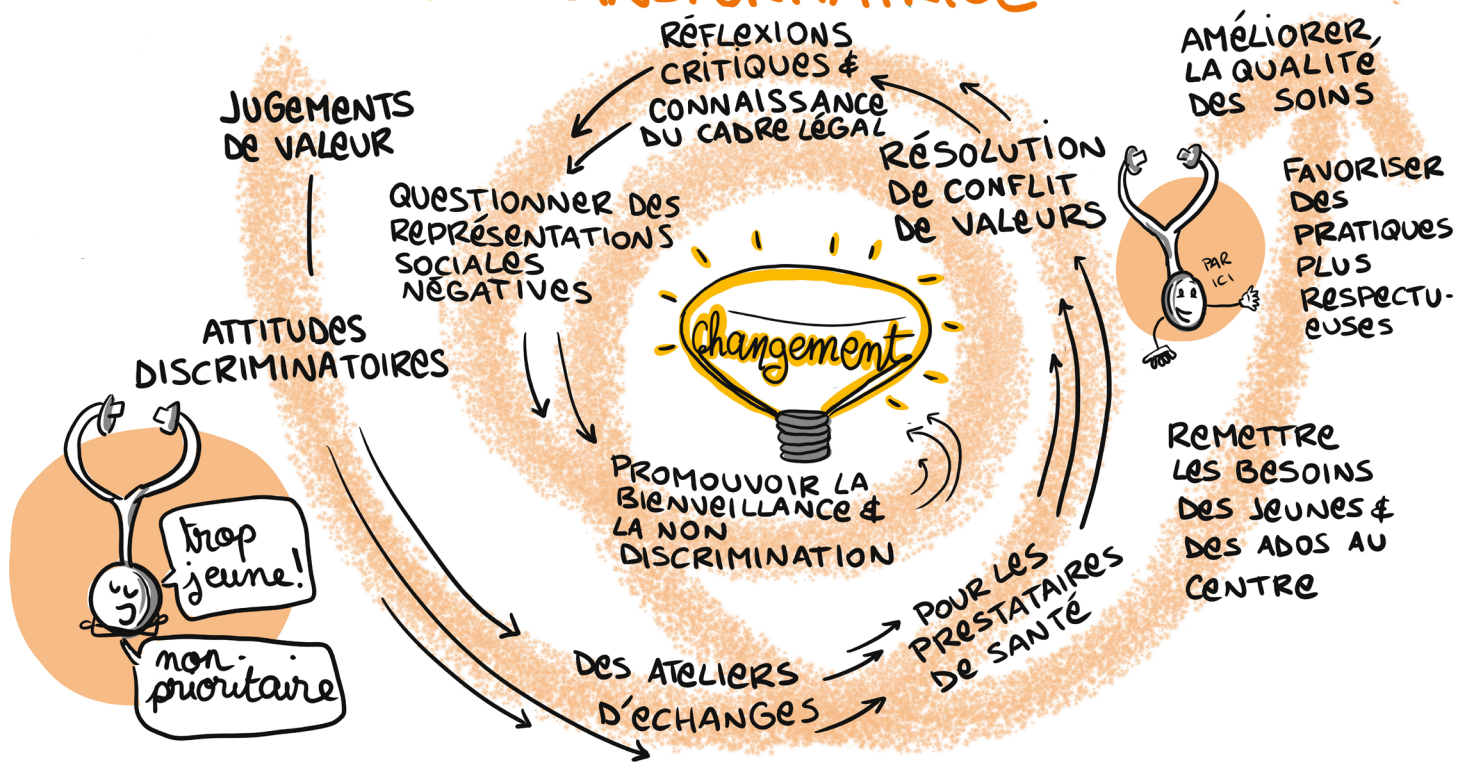 JUGEMENTS
DE VALEUR
ATTITUDES
DISCRIMINATOIRES
trop
jeune!
non-
prioritaire
DES ATELIERS
D'ÉCHANGES
POUR LES
PRESTATAIRES
DE SANTÉ
RÉSOLUTION
DE CONFLIT
DE VALEURS
RÉFLEXIONS
CRITIQUES &
CONNAISSANCE
DU CADRE LÉGAL
QUESTIONNER DES
REPRÉSENTATIONS
SOCIALES
NÉGATIVES
PROMOUVOIR LA
BIENVEILLANCE &
LA NON
DISCRIMINATION
Changement
REMETTRE
LES BESOINS
DES JEUNES &
DES ADOS AU
CENTRE
FAVORISER
DES
PRATIQUES
PLUS
RESPECTU-
EUSES
AMÉLIORER
LA QUALITÉ
DES SOINS
PAR
ICI